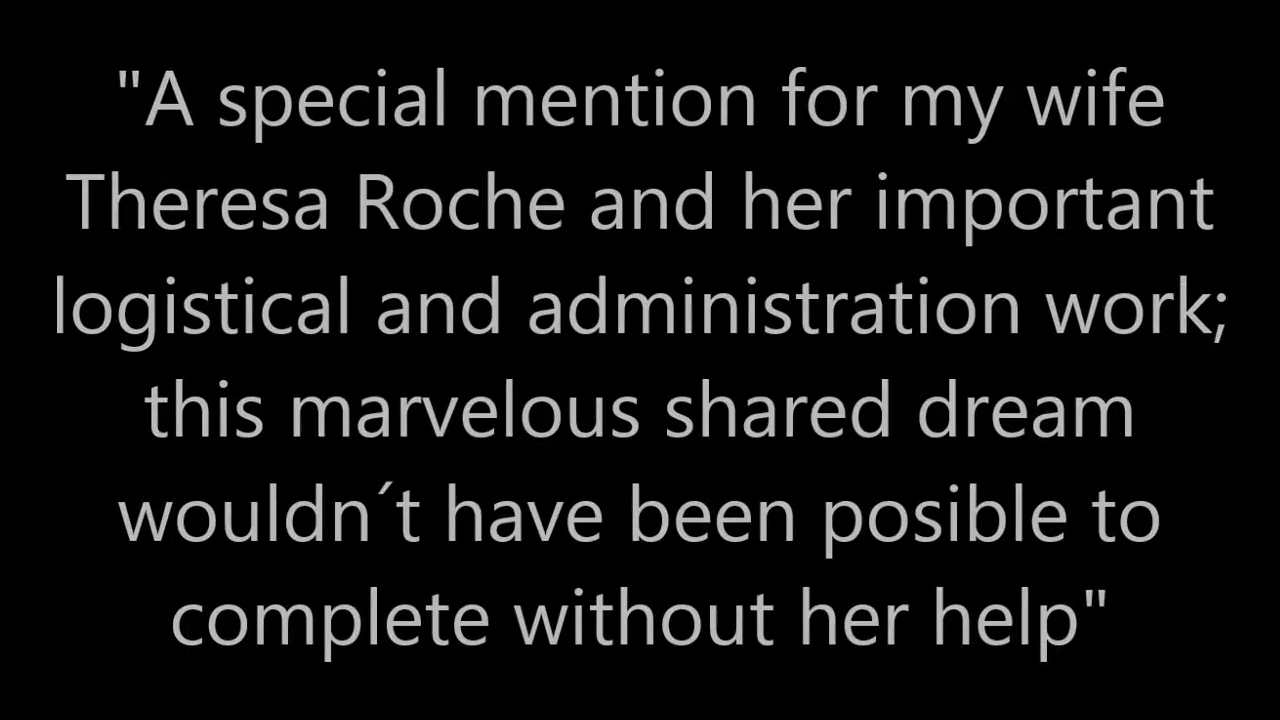 "A special mention for my wife
Theresa Roche and her important
logistical and administration work;
this marvelous shared dream
wouldn´t have been posible to
complete without her help"